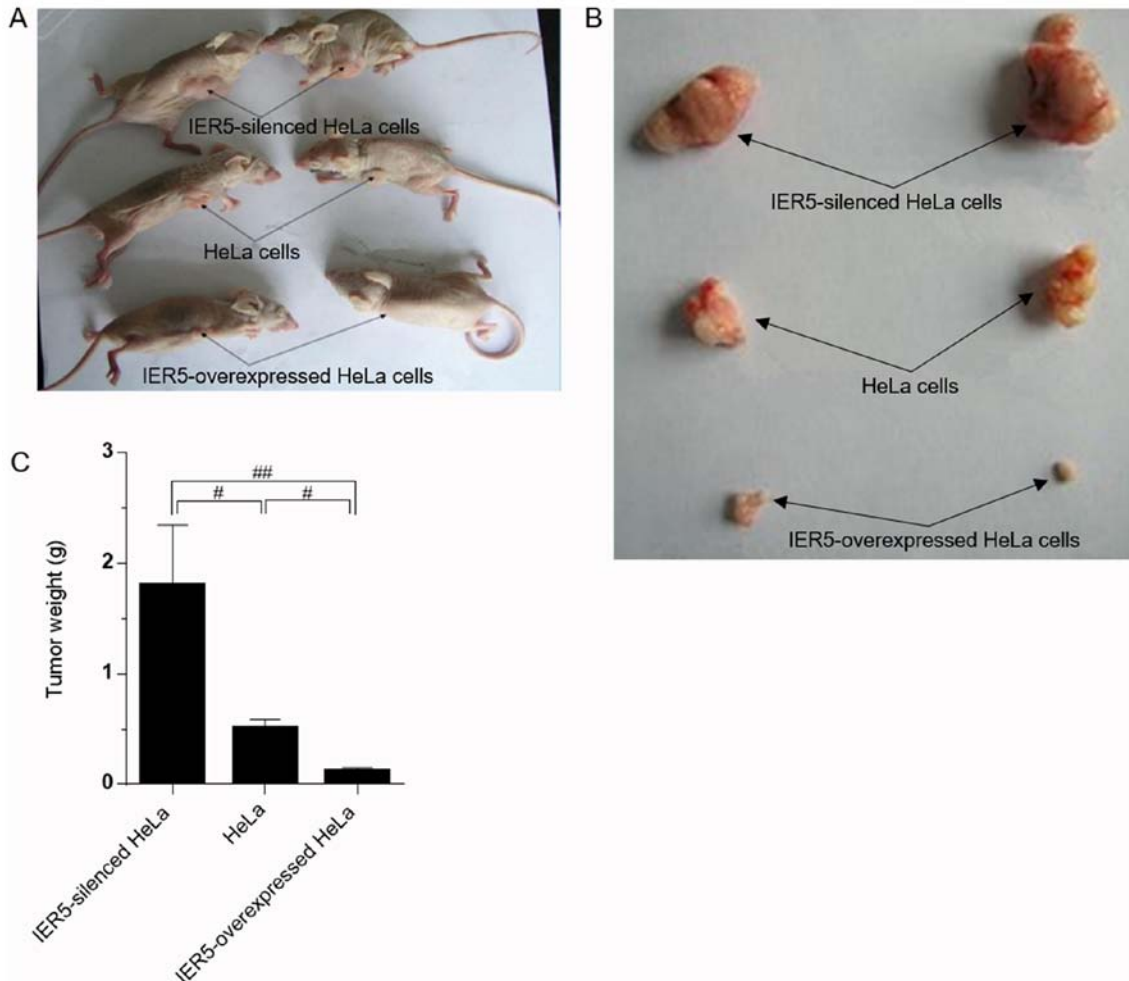 A
IER5-silenced HeLa cells
HeLa cells
IER5-overexpressed HeLa cells
B
IER5-silenced HeLa cells
HeLa cells
IER5-overexpressed HeLa cells
C
Tumor weight (g)
3
2
1
0
##
# #
IER5-silenced HeLa
HeLa
IER5-overexpressed HeLa